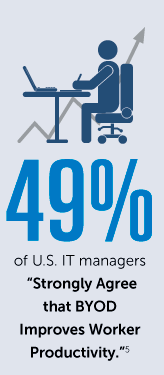 49%
of U.S. IT managers
“Strongly Agree
that BYOD
Improves Worker
Productivity.”5